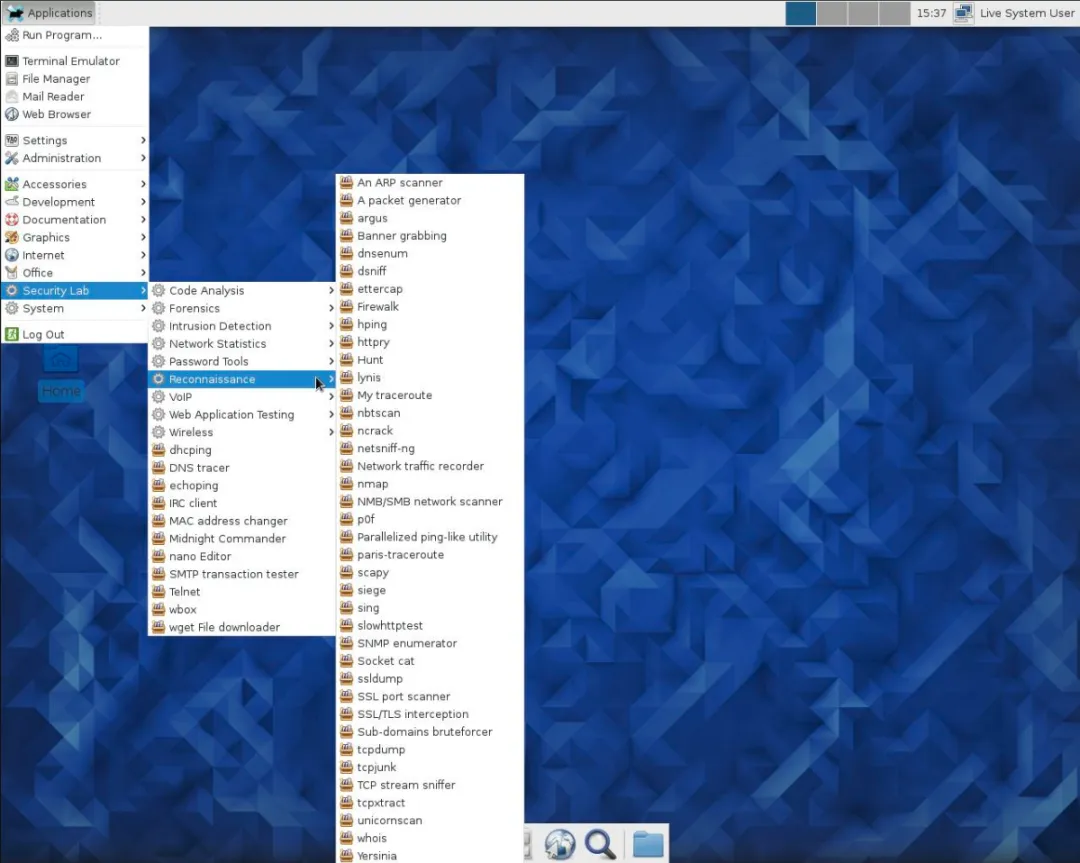 Applications
15:37
Live System User
Run Program...
Terminal Emulator
File Manager
Mail Reader
Web Browser
Settings
Administration
Accessories
Development
Documentation
Graphics
Internet
Office
Security Lab
System
Log Out
Home
Code Analysis
Forensics
Intrusion Detection
Network Statistics
Password Tools
Reconnaissance
VoIP
Web Application Testing
Wireless
dhcping
DNS tracer
echoping
IRC client
MAC address changer
Midnight Commander
nano Editor
SMTP transaction tester
Telnet
wbox
wget File downloader
An ARP scanner
A packet generator
argus
Banner grabbing
dnsenum
dsniff
ettercap
Firewalk
hping
httpry
Hunt
lynis
My traceroute
nbtscan
ncrack
netsniff-ng
Network traffic recorder
nmap
NMB/SMB network scanner
p0f
Parallelized ping-like utility
paris-traceroute
scapy
siege
sing
slowhttptest
SNMP enumerator
Socket cat
ssldump
SSL port scanner
SSL/TLS interception
Sub-domains bruteforcer
tcpdump
tcpjunk
TCP stream sniffer
tcpxtract
unicornscan
whois
Yersinia